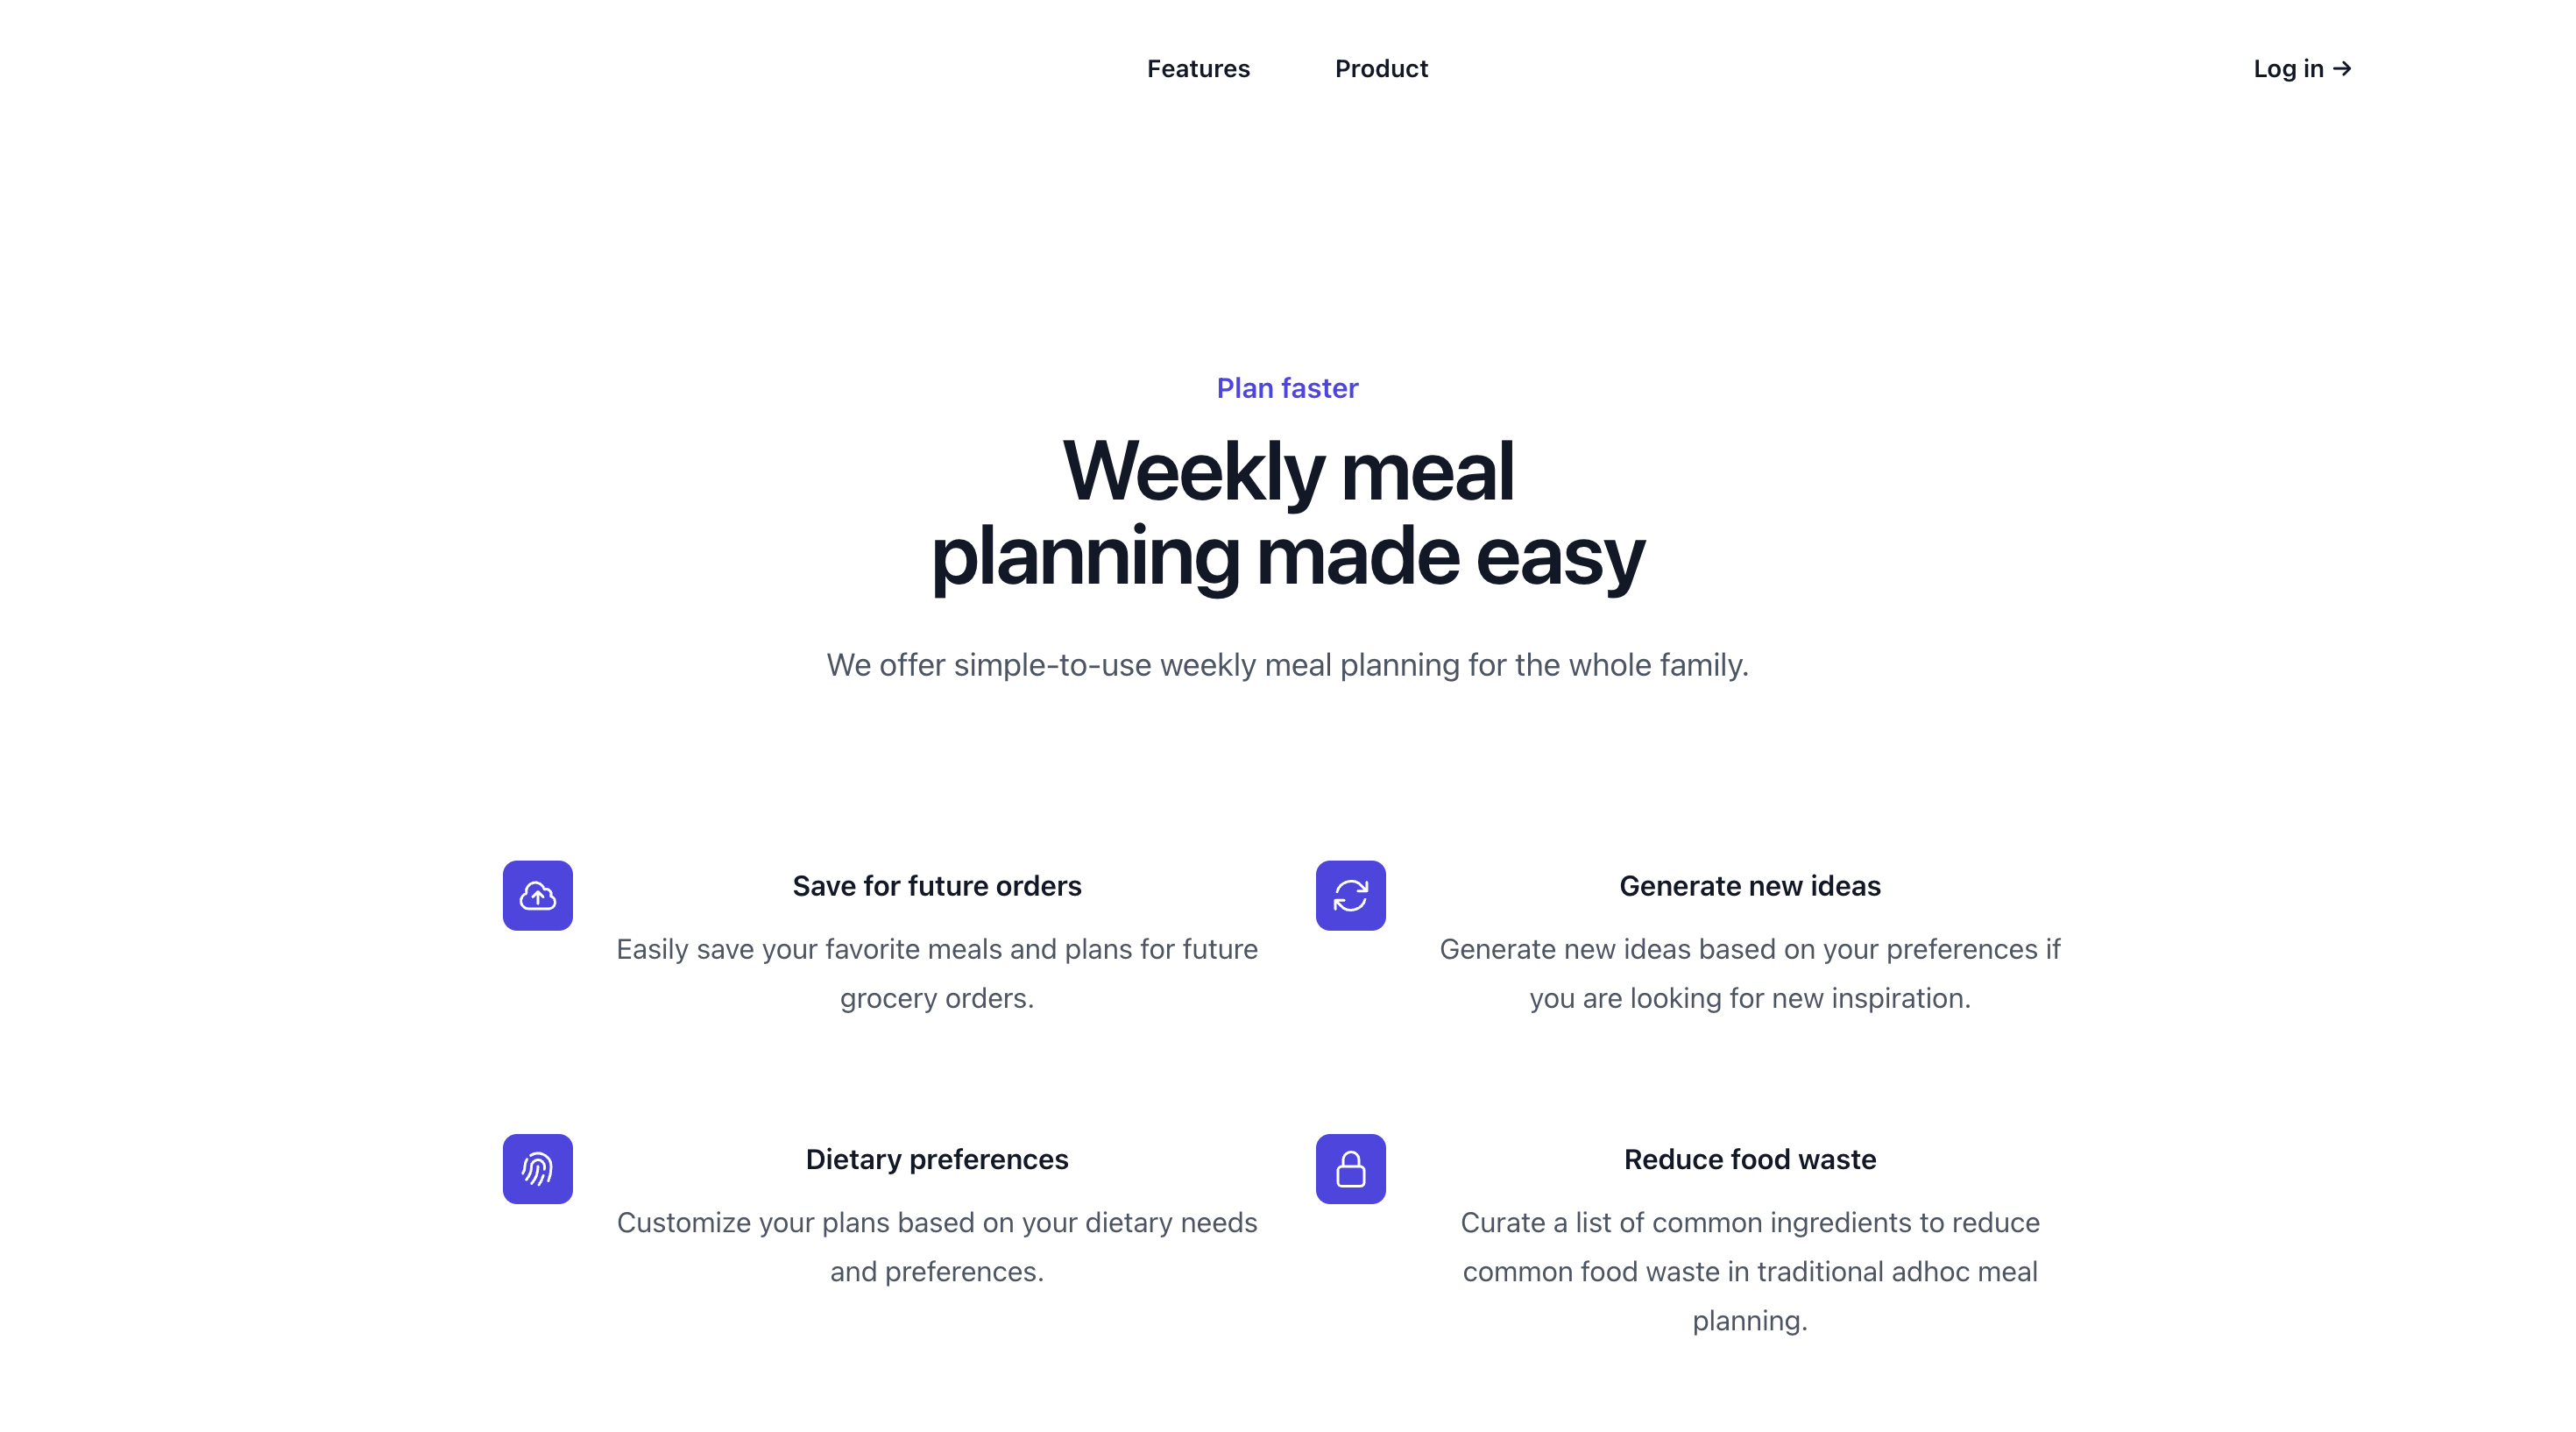 Features
Product
Log in →
Plan faster
Weekly meal
planning made easy
We offer simple-to-use weekly meal planning for the whole family.
Save for future orders
Easily save your favorite meals and plans for future
grocery orders.
Generate new ideas
Generate new ideas based on your preferences if
you are looking for new inspiration.
Dietary preferences
Customize your plans based on your dietary needs
and preferences.
Reduce food waste
Curate a list of common ingredients to reduce
common food waste in traditional adhoc meal
planning.